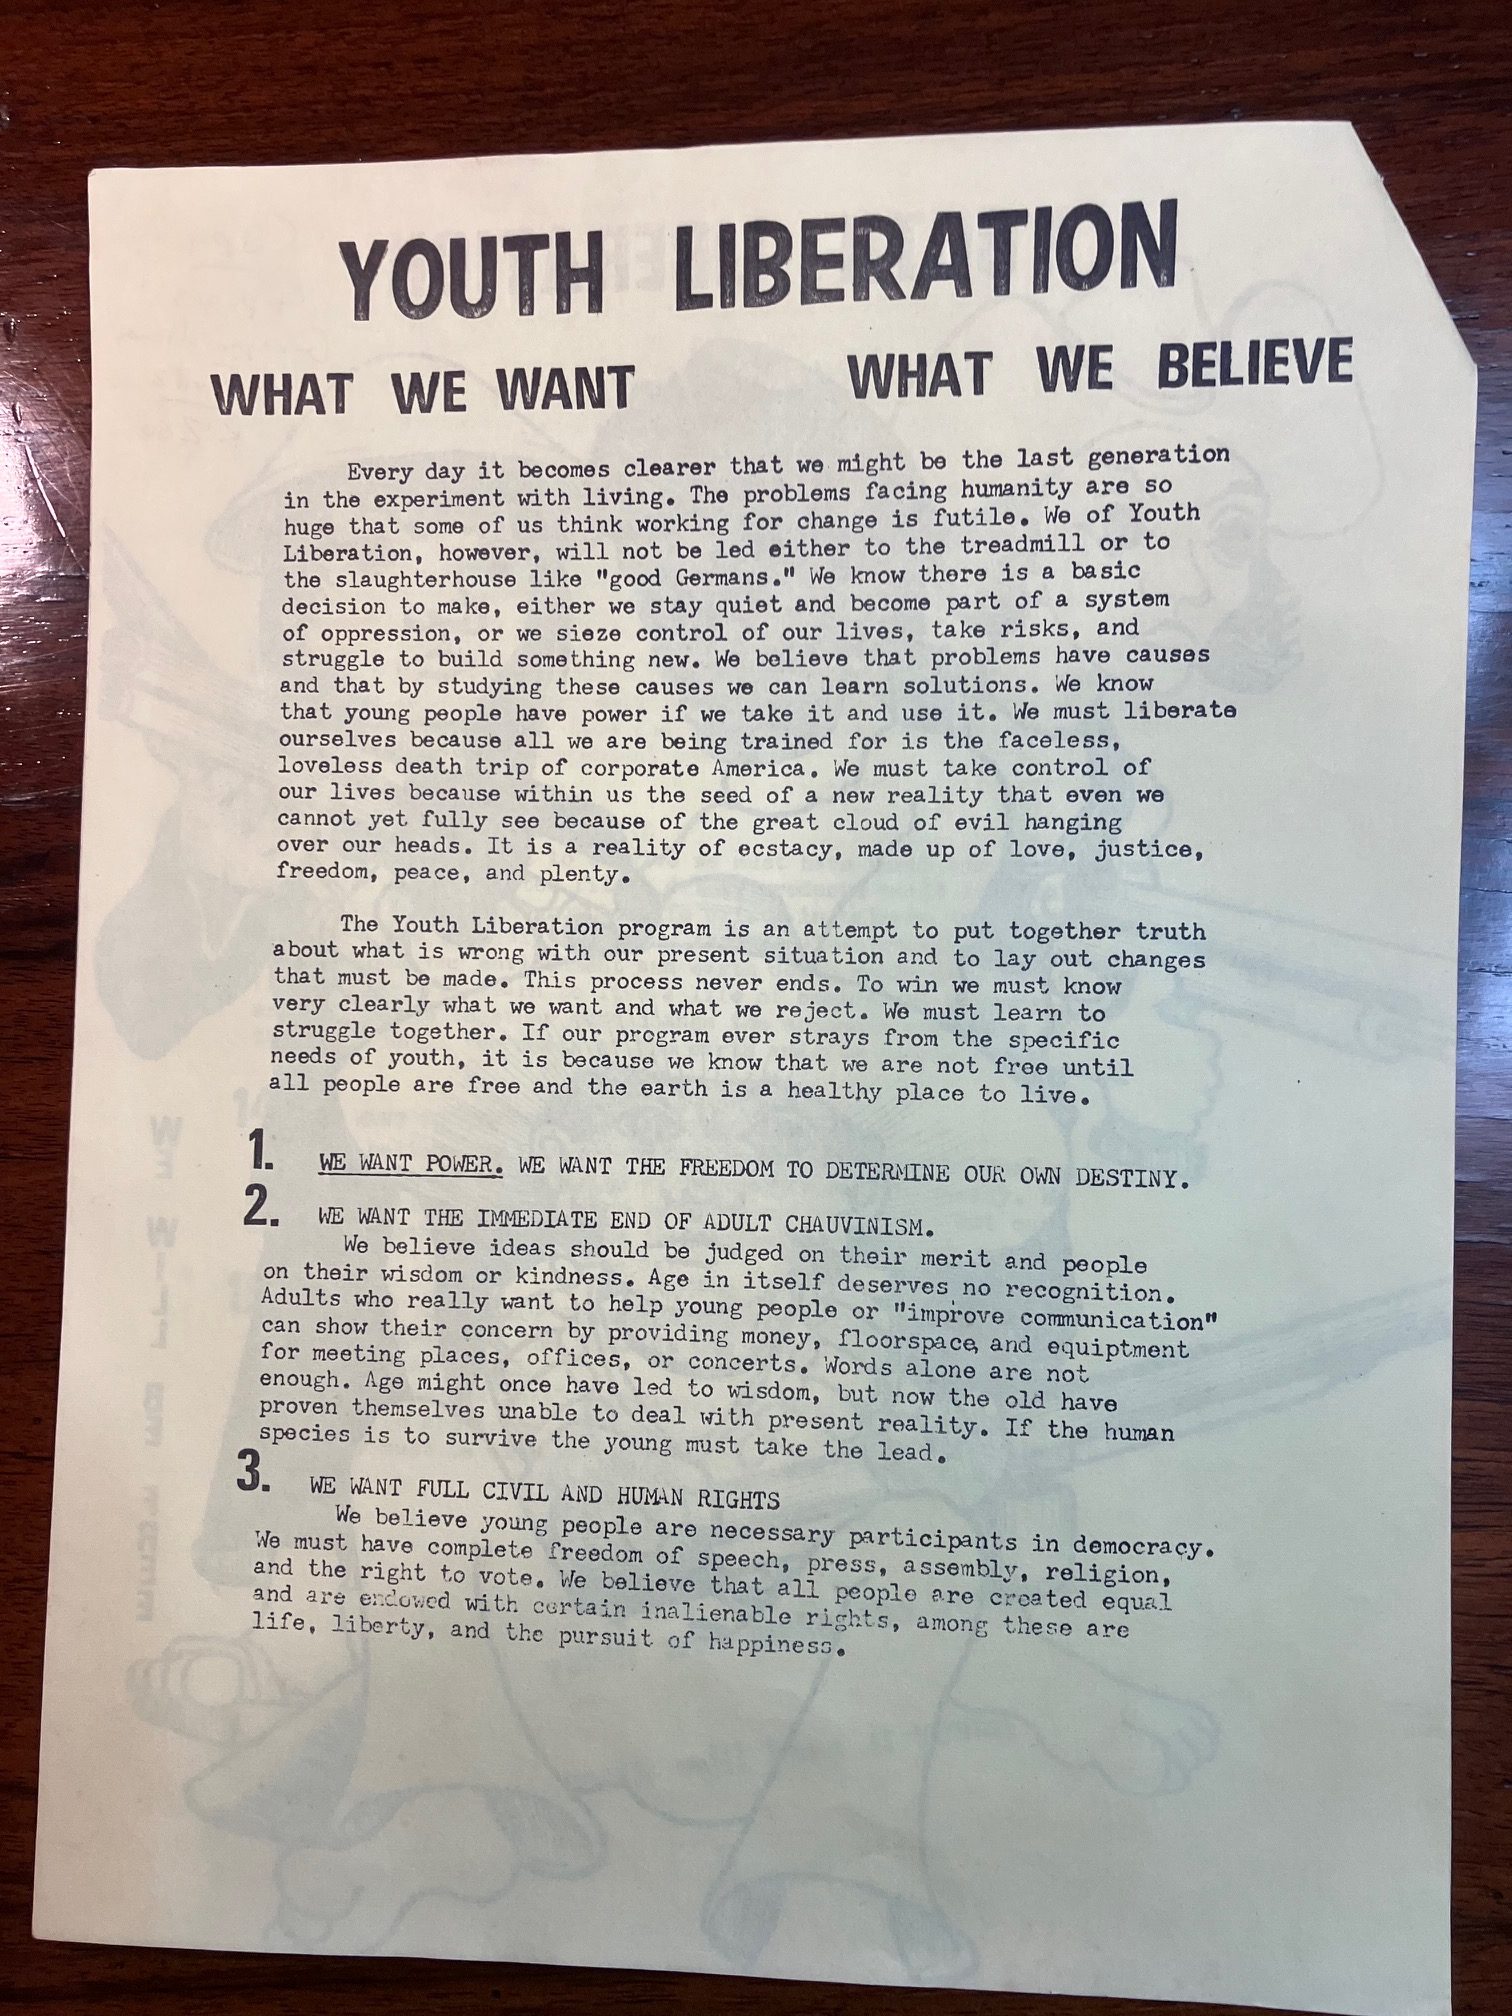 YOUTH LIBERATION
WHAT WE WANT WHAT WE BELIEVE
Every day it becomes clearer that we might be the last generation
in the experiment with living. The problems facing humanity are so
huge that some of us think working for change is futile. We of Youth
Liberation, however, will not be led either to the treadmill or to
the slaughterhouse like "good Germans." We know there is a basic
decision to make, either we stay quiet and become part of a system
of oppression, or we sieze control of our lives, take risks, and
struggle to build something new. We believe that problems have causes
and that by studying these causes we can learn solutions. We know
that young people have power if we take it and use it. We must liberate
ourselves because all we are being trained for is the faceless,
loveless death trip of corporate America. We must take control of
our lives because within us the seed of a new reality that even we
cannot yet fully see because of the great cloud of evil hanging
over our heads. It is a reality of ecstacy, made up of love, justice,
freedom, peace, and plenty.
The Youth Liberation program is an attempt to put together truth
about what is wrong with our present situation and to lay out changes
that must be made. This process never ends. To win we must know
very clearly what we want and what we reject. We must learn to
struggle together. If our program ever strays from the specific
needs of youth, it is because we know that we are not free until
all people are free and the earth is a healthy place to live.
1. WE WANT POWER. WE WANT THE FREEDOM TO DETERMINE OUR OWN DESTINY.
2. WE WANT THE IMMEDIATE END OF ADULT CHAUVINISM.
We believe ideas should be judged on their merit and people
on their wisdom or kindness. Age in itself deserves no recognition.
Adults who really want to help young people or "improve communication"
can show their concern by providing money, floorspace, and equiptment
for meeting places, offices, or concerts. Words alone are not
enough. Age might once have led to wisdom, but now the old have
proven themselves unable to deal with present reality. If the human
species is to survive the young must take the lead.
3. WE WANT FULL CIVIL AND HUMAN RIGHTS
We believe young people are necessary participants in democracy.
We must have complete freedom of speech, press, assembly, religion,
and the right to vote. We believe that all people are created equal
and are endowed with certain inalienable rights, among these are
life, liberty, and the pursuit of happiness.